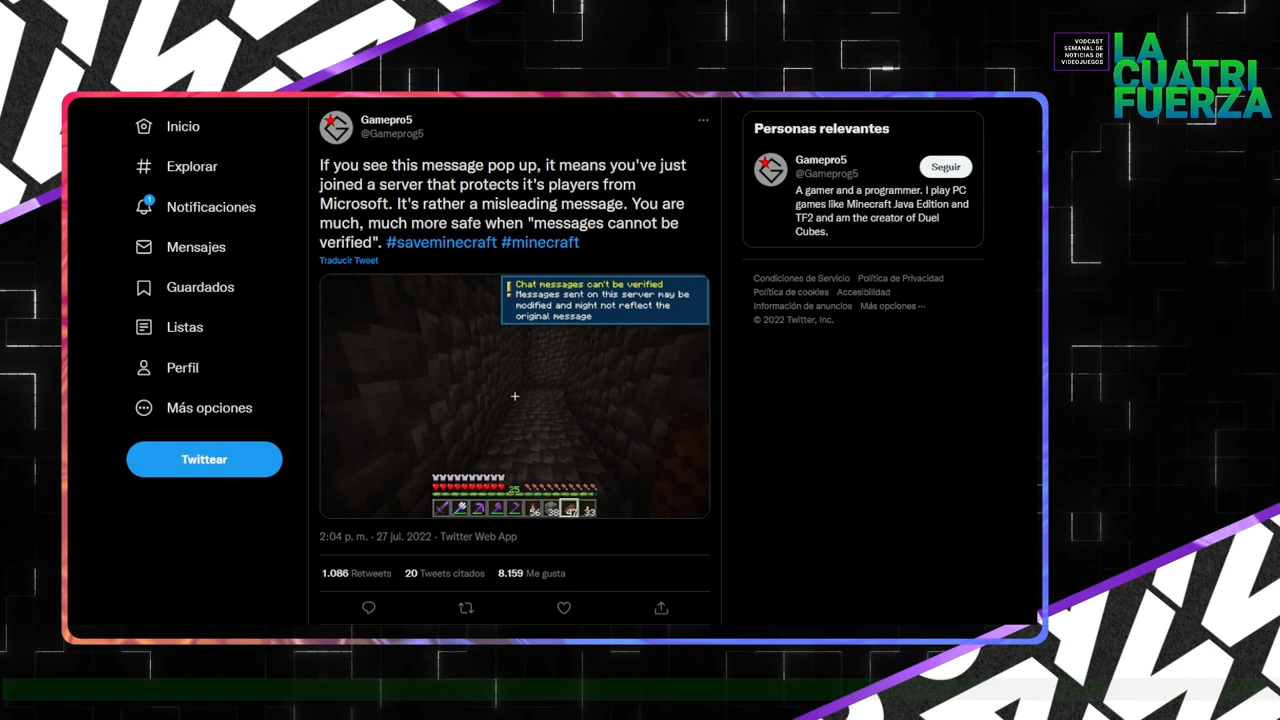 VODCAST
SEMANAL DE
NOTICIAS DE
VIDEOJUEGOS
LA
CUATRI
FUERZA
Inicio
Explorar
1
Notificaciones
Mensajes
Guardados
Listas
Perfil
Más opciones
Twittear
Gamepro5
@Gameprog5
If you see this message pop up, it means you've just
joined a server that protects it's players from
Microsoft. It's rather a misleading message. You are
much, much more safe when "messages cannot be
verified". #saveminecraft #minecraft
Traducir Tweet
Chat messages can't be verified
Messages sent on this server may be
modified and might not reflect the
original message
25
56 38 47 33
2:04 p. m. · 27 jul. 2022 · Twitter Web App
1.086 Retweets 20 Tweets citados 8.159 Me gusta
Personas relevantes
Gamepro5
@Gameprog5
Seguir
A gamer and a programmer. I play PC
games like Minecraft Java Edition and
TF2 and am the creator of Duel
Cubes.
Condiciones de Servicio Política de Privacidad
Política de cookies Accesibilidad
Información de anuncios Más opciones ···
© 2022 Twitter, Inc.